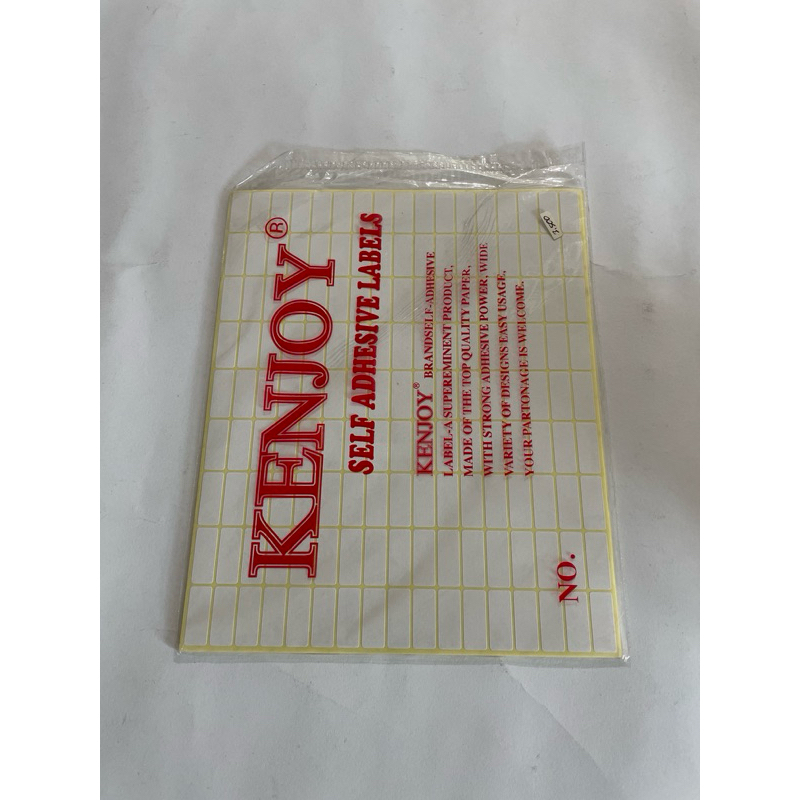 KENJOY®
SELF ADHESIVE LABELS
KENJOY® BRANDSELF-ADHESIVE
LABEL-A SUPEREMINENT PRODUCT,
MADE OF THE TOP QUALITY PAPER,
WITH STRONG ADHESIVE POWER, WIDE
VARIETY OF DESIGNS EASY USAGE,
YOUR PARTONAGE IS WELCOME.
NO.